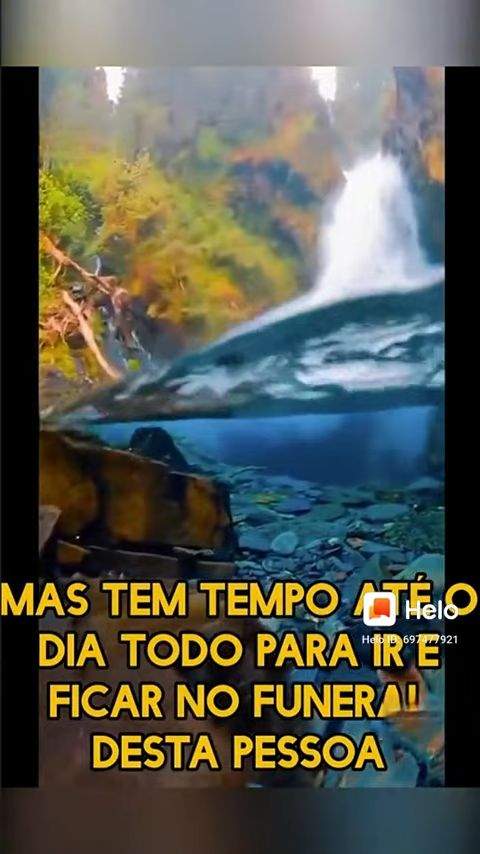 MAS TEM TEMPO ATÉ O
DIA TODO PARA IR E
FICAR NO FUNERAL
DESTA PESSOA
Helo
Helo ID: 697477921